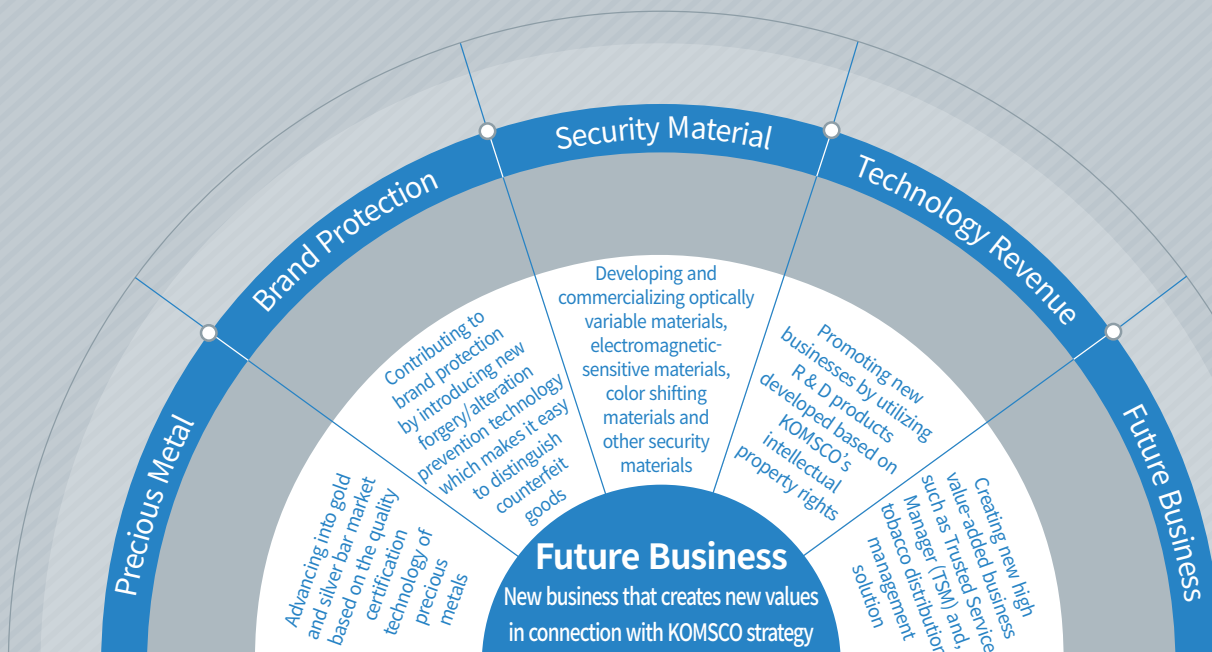 Precious Metal
Brand Protection
Security Material
Technology Revenue
Future Business
Advancing into gold
and silver bar market
based on the quality
certification
technology of
precious
metals
Contributing to
brand protection
by introducing new
forgery/alteration
prevention technology
which makes it easy
to distinguish
counterfeit
goods
Developing and
commercializing optically
variable materials,
electromagnetic-
sensitive materials,
color shifting
materials and
other security
materials
Promoting new
businesses by utilizing
R & D products
developed based on
KOMSCO's
intellectual
property rights
Creating new high
value-added business
such as Trusted Service
Manager (TSM) and,
tobacco distribution
management
solution
Future Business
New business that creates new values
in connection with KOMSCO strategy